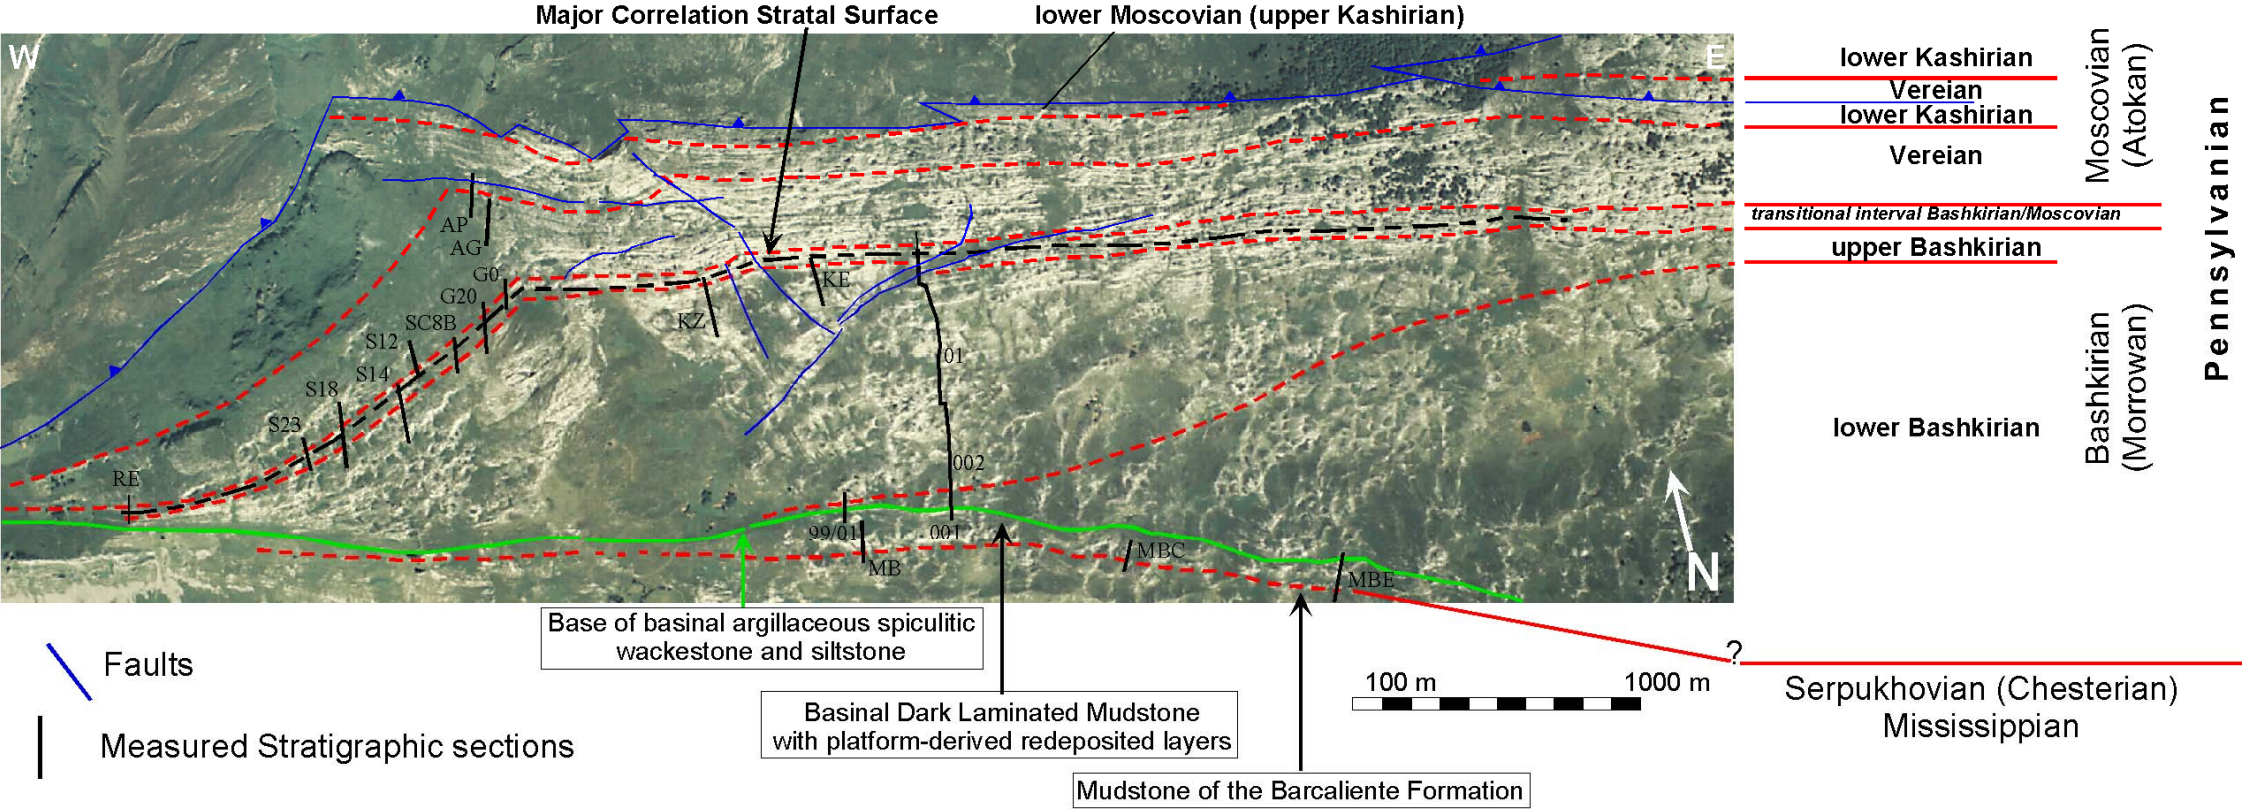 Major Correlation Stratal Surface
lower Moscovian (upper Kashirian)
W
E
lower Kashirian
Vereian
lower Kashirian
Vereian
Moscovian
(Atokan)
transitional interval Bashkirian/Moscovian
upper Bashkirian
lower Bashkirian
Bashkirian
(Morrowan)
Pennsylvanian
AP
AG
G0
G20
SC8B
S12
S14
S18
S23
RE
KZ
KE
01
002
001
99/01
MB
MBC
MBE
N
Base of basinal argillaceous spiculitic
wackestone and siltstone
Faults
Measured Stratigraphic sections
Basinal Dark Laminated Mudstone
with platform-derived redeposited layers
Mudstone of the Barcaliente Formation
100 m
1000 m
?
Serpukhovian (Chesterian)
Mississippian